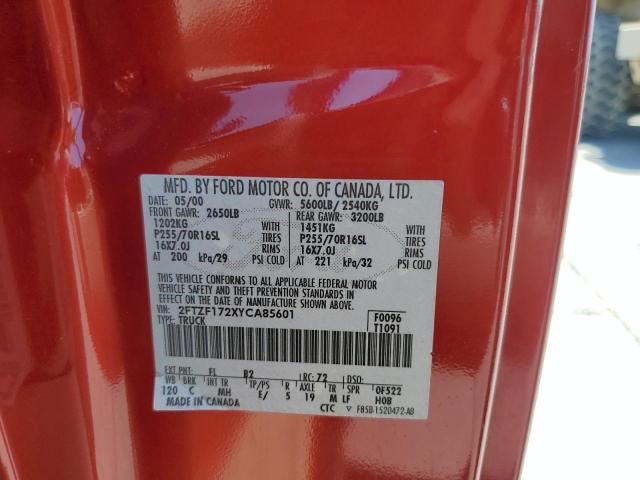 MFD. BY FORD MOTOR CO. OF CANADA, LTD.
DATE: 05/00 GVWR: 5600LB/ 2540KG
FRONT GAWR: 2650LB REAR GAWR: 3200LB
1202KG WITH 1451KG WITH
P255/70R16SL TIRES P255/70R16SL TIRES
16X7.0J RIMS 16X7.0J RIMS
AT 200 kPa/29 PSI COLD AT 221 kPa/32 PSI COLD
THIS VEHICLE CONFORMS TO ALL APPLICABLE FEDERAL MOTOR
VEHICLE SAFETY AND THEFT PREVENTION STANDARDS IN
EFFECT ON THE DATE OF MANUFACTURE SHOWN ABOVE.
VIN: 2FTZF172XYCA85601 F0096
TYPE: TRUCK T1091
EXT PNT: FL B2 RC: 72 DSO:
WB BRK INT TR TP/PS R AXLE TR SPR 0F522
120 C MH E/ 5 19 M LF HOB
MADE IN CANADA CTC F85B-1520472-AB